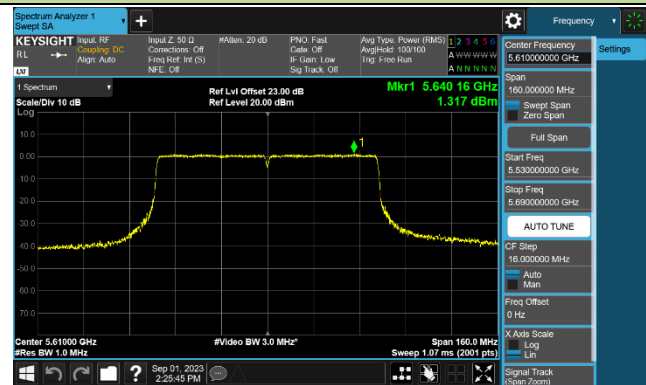 Spectrum Analyzer 1
Swept SA
+
Frequency
KEYSIGHT
RL
Input: RF
Coupling: DC
Align: Auto
Input Z: 50 Ω
Corrections: Off
Freq Ref: Int (S)
NFE: Off
#Atten: 20 dB
PNO: Fast
Gate: Off
IF Gain: Low
Sig Track: Off
Avg Type: Power (RMS)
Avg|Hold: 100/100
Trig: Free Run
1 2 3 4 5 6
A W W W W W
A N N N N N
LXI
1 Spectrum
Scale/Div 10 dB
Log
Ref Lvl Offset 23.00 dB
Ref Level 20.00 dBm
Mkr1 5.640 16 GHz
1.317 dBm
10.0
0.00
-10.0
-20.0
-30.0
-40.0
-50.0
-60.0
-70.0
1
Center 5.61000 GHz
#Res BW 1.0 MHz
#Video BW 3.0 MHz*
Span 160.0 MHz
Sweep 1.07 ms (2001 pts)
Sep 01, 2023
2:25:45 PM
?
Center Frequency
5.610000000 GHz
Settings
Span
160.000000 MHz
Swept Span
Zero Span
Full Span
Start Freq
5.530000000 GHz
Stop Freq
5.690000000 GHz
AUTO TUNE
CF Step
16.000000 MHz
Auto
Man
Freq Offset
0 Hz
X Axis Scale
Log
Lin
Signal Track
(Span Zoom)